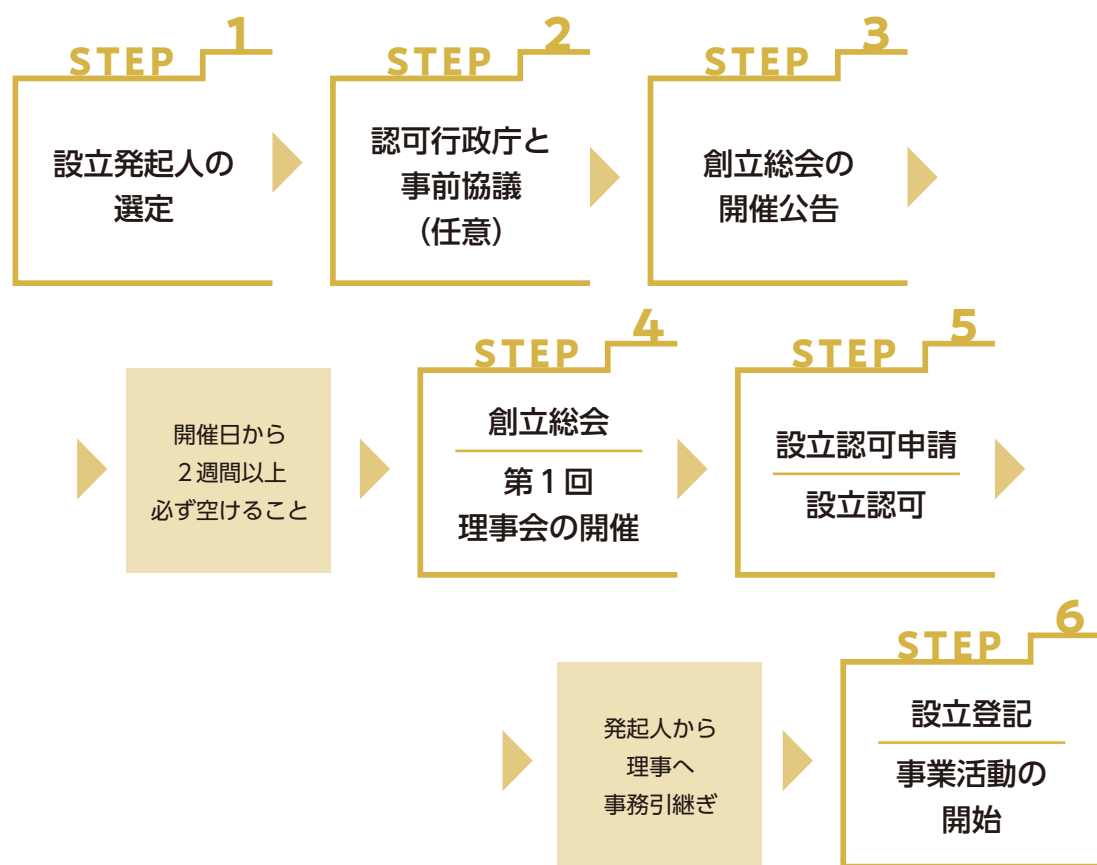 STEP 1
設立発起人の
選定
STEP 2
認可行政庁と
事前協議
(任意)
STEP 3
創立総会の
開催公告
開催日から
2週間以上
必ず空けること
STEP 4
創立総会
第1回
理事会の開催
STEP 5
設立認可申請
設立認可
発起人から
理事へ
事務引継ぎ
STEP 6
設立登記
事業活動の
開始